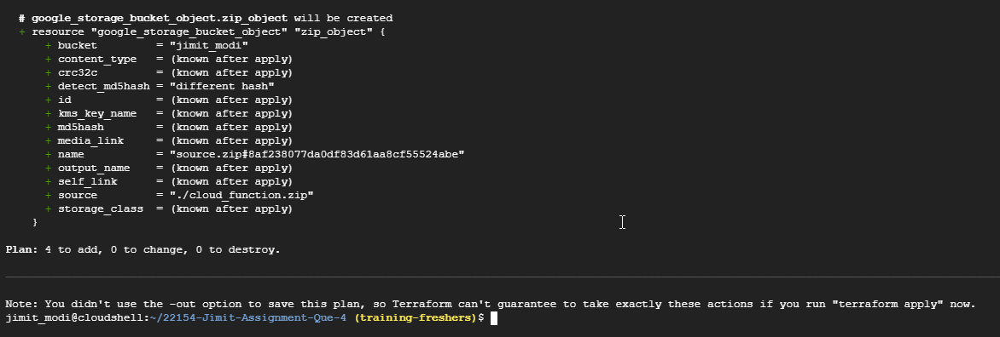 # google_storage_bucket_object.zip_object will be created
+ resource "google_storage_bucket_object" "zip_object" {
+ bucket = "jimit_modi"
+ content_type = (known after apply)
+ crc32c = (known after apply)
+ detect_md5hash = "different hash"
+ id = (known after apply)
+ kms_key_name = (known after apply)
+ md5hash = (known after apply)
+ media_link = (known after apply)
+ name = "source.zip#8af238077da0df83d61aa8cf55524abe"
+ output_name = (known after apply)
+ self_link = (known after apply)
+ source = "./cloud_function.zip"
+ storage_class = (known after apply)
}
Plan: 4 to add, 0 to change, 0 to destroy.
Note: You didn't use the -out option to save this plan, so Terraform can't guarantee to take exactly these actions if you run "terraform apply" now.
jimit_modi@cloudshell:~/22154-Jimit-Assignment-Que-4 (training-freshers)$